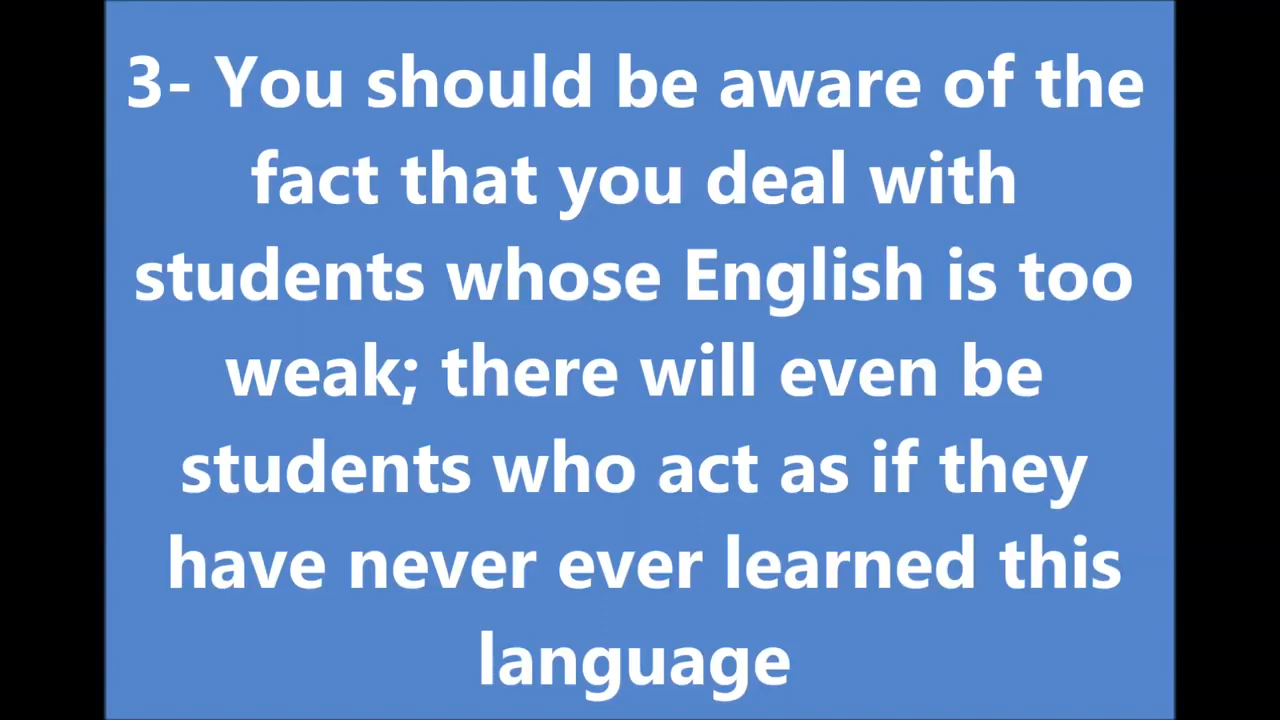 3- You should be aware of the
fact that you deal with
students whose English is too
weak; there will even be
students who act as if they
have never ever learned this
language